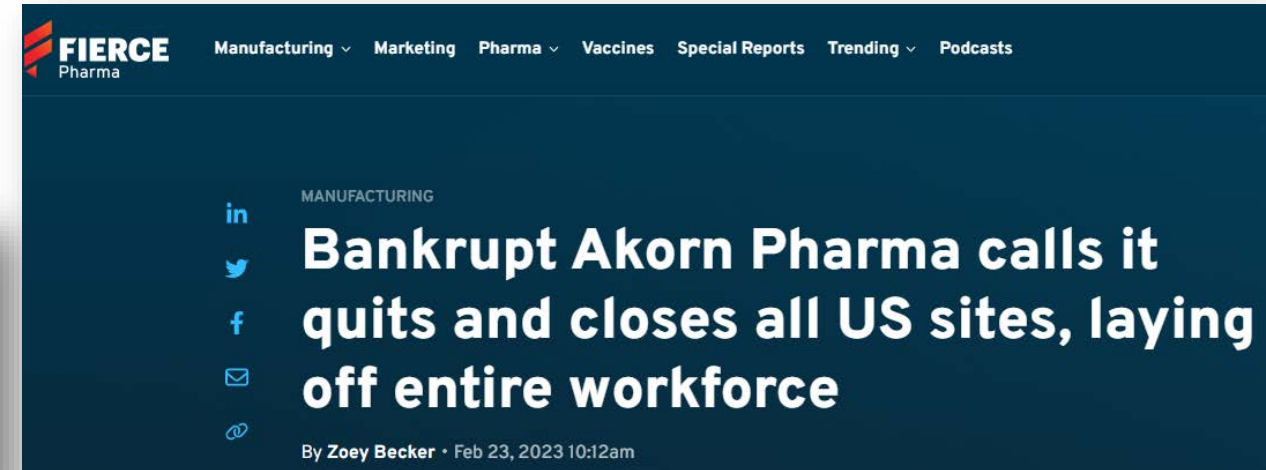 FIERCE
Pharma
Manufacturing Marketing Pharma Vaccines Special Reports Trending Podcasts
MANUFACTURING
Bankrupt Akorn Pharma calls it
quits and closes all US sites, laying
off entire workforce
By Zoey Becker • Feb 23, 2023 10:12am